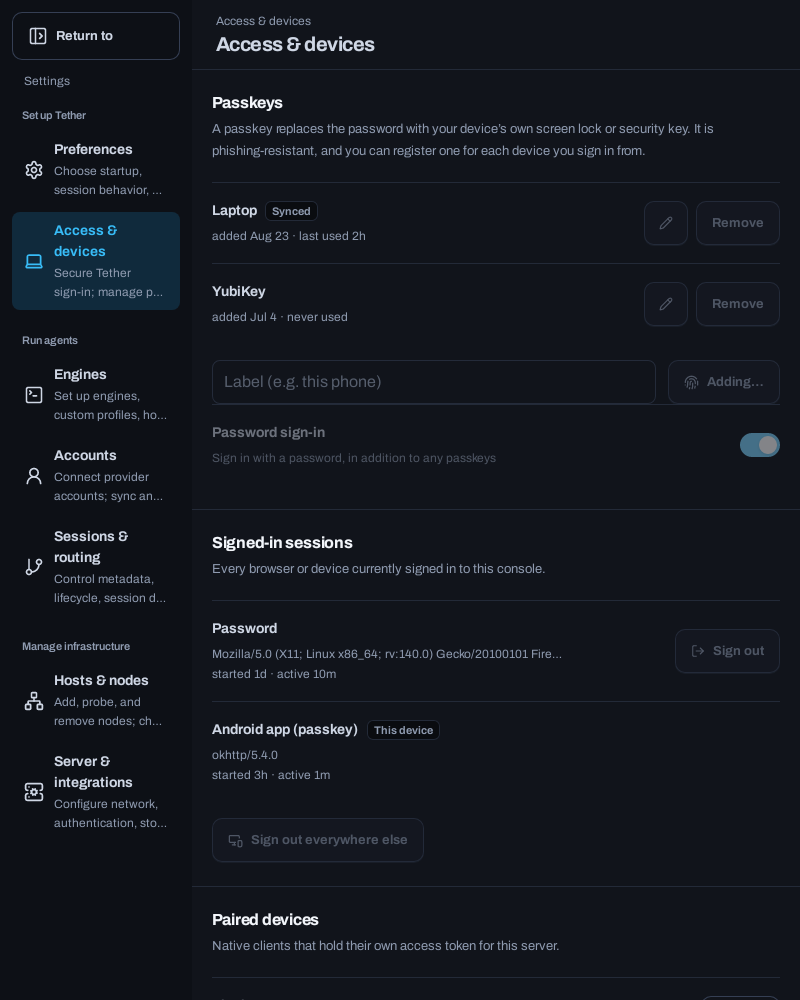 Return to
Settings
Set up Tether
Preferences
Choose startup,
session behavior, ...
Access &
devices
Secure Tether
sign-in; manage p...
Run agents
Engines
Set up engines,
custom profiles, ho...
Accounts
Connect provider
accounts; sync an...
Sessions &
routing
Control metadata,
lifecycle, session d...
Manage infrastructure
Hosts & nodes
Add, probe, and
remove nodes; ch...
Server &
integrations
Configure network,
authentication, sto...
Access & devices
Access & devices
Passkeys
A passkey replaces the password with your device's own screen lock or security key. It is
phishing-resistant, and you can register one for each device you sign in from.
Laptop Synced
added Aug 23 · last used 2h
Remove
YubiKey
added Jul 4 · never used
Remove
Label (e.g. this phone)
Adding...
Password sign-in
Sign in with a password, in addition to any passkeys
Signed-in sessions
Every browser or device currently signed in to this console.
Password
Mozilla/5.0 (X11; Linux x86_64; rv:140.0) Gecko/20100101 Fire...
started 1d · active 10m
Sign out
Android app (passkey) This device
okhttp/5.4.0
started 3h · active 1m
Sign out everywhere else
Paired devices
Native clients that hold their own access token for this server.